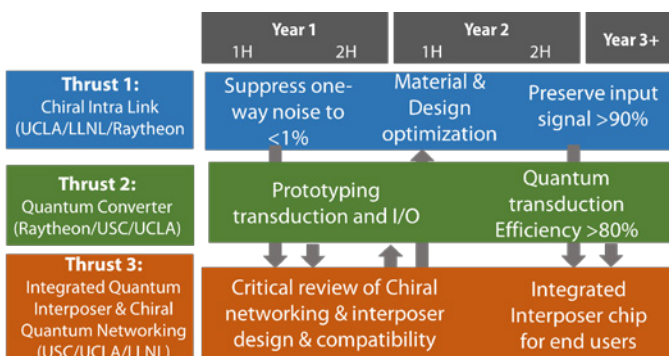 Year 1
Year 2
Year 3+
1H
2H
1H
2H
Thrust 1:
Chiral Intra Link
(UCLA/LLNL/Raytheon
Suppress one-
way noise to
<1%
Material &
Design
optimization
Preserve input
signal >90%
Thrust 2:
Quantum Converter
(Raytheon/USC/UCLA)
Prototyping
transduction and I/O
Quantum
transduction
Efficiency >80%
Thrust 3:
Integrated Quantum
Interposer & Chiral
Quantum Networking
(USC/UCLA/LLNL)
Critical review of Chiral
networking & interposer
design & compatibility
Integrated
Interposer chip
for end users